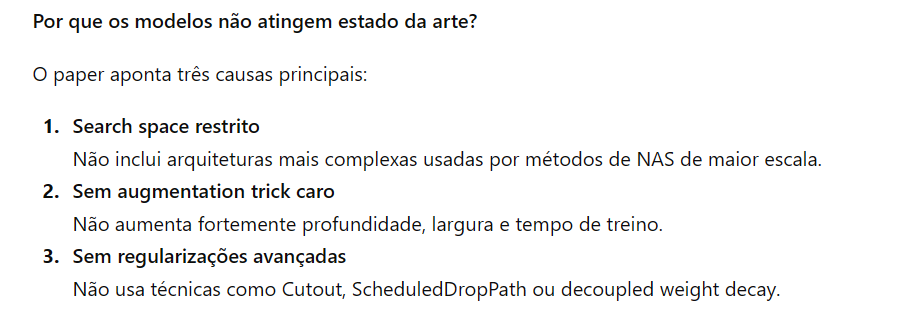 Por que os modelos não atingem estado da arte?
O paper aponta três causas principais:
1. Search space restrito
Não inclui arquiteturas mais complexas usadas por métodos de NAS de maior escala.
2. Sem augmentation trick caro
Não aumenta fortemente profundidade, largura e tempo de treino.
3. Sem regularizações avançadas
Não usa técnicas como Cutout, ScheduledDropPath ou decoupled weight decay.